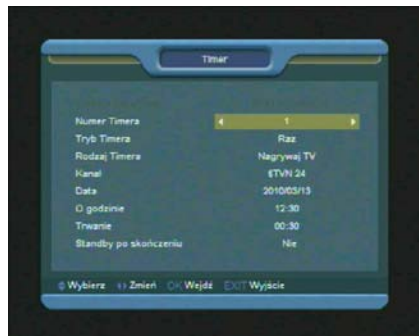 Timer
Numer Timera 1
Tryb Timera Raz
Rodzaj Timera Nagrywaj TV
Kanał $TVN 24
Data 2010/03/13
O godzinie 12:30
Trwanie 00:30
Standby po skończeniu Nie
Wybierz Zmień OK Wejdź EXIT Wyjście